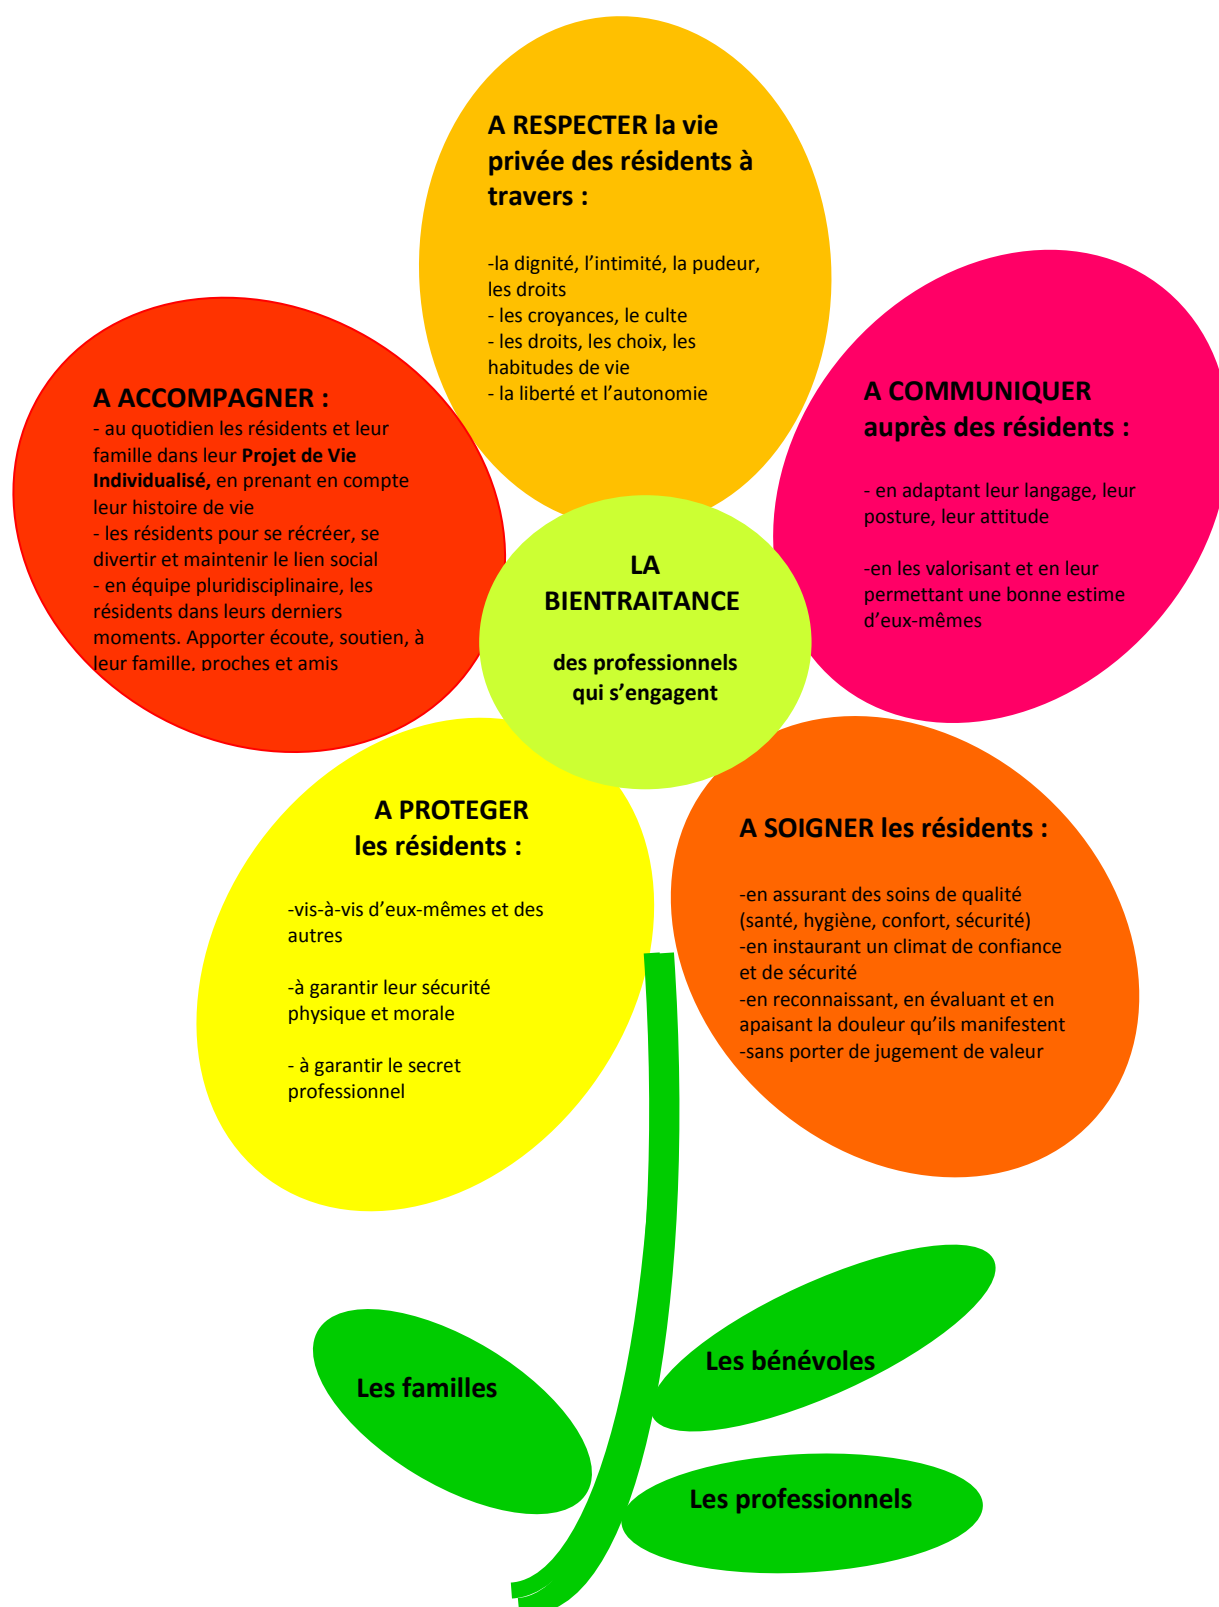 A RESPECTER la vie
privée des résidents à
travers :
-la dignité, l’intimité, la pudeur,
les droits
- les croyances, le culte
- les droits, les choix, les
habitudes de vie
- la liberté et l’autonomie
A COMMUNIQUER
auprès des résidents :
- en adaptant leur langage, leur
posture, leur attitude
-en les valorisant et en leur
permettant une bonne estime
d’eux-mêmes
A ACCOMPAGNER :
- au quotidien les résidents et leur
famille dans leur Projet de Vie
Individualisé, en prenant en compte
leur histoire de vie
- les résidents pour se récréer, se
divertir et maintenir le lien social
- en équipe pluridisciplinaire, les
résidents dans leurs derniers
moments. Apporter écoute, soutien, à
leur famille, proches et amis
LA
BIENTRAITANCE
des professionnels
qui s’engagent
A PROTEGER
les résidents :
-vis-à-vis d’eux-mêmes et des
autres
-à garantir leur sécurité
physique et morale
- à garantir le secret
professionnel
A SOIGNER les résidents :
-en assurant des soins de qualité
(santé, hygiène, confort, sécurité)
-en instaurant un climat de confiance
et de sécurité
-en reconnaissant, en évaluant et en
apaisant la douleur qu’ils manifestent
-sans porter de jugement de valeur
Les bénévoles
Les familles
Les professionnels